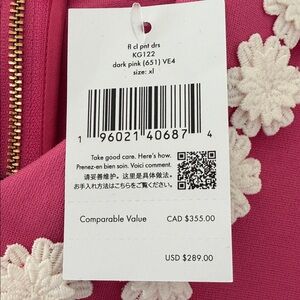 fl cl pnt drs
KG122
dark pink (651) VE4
size: xl
1 96021 40687 4
Take good care. Here's how.
Prenez-en bien soin. Voici comment.
请妥善维护。这里是具体做法。
お手入れ方法はこちらをご覧ください。
Comparable Value CAD $355.00
USD $289.00